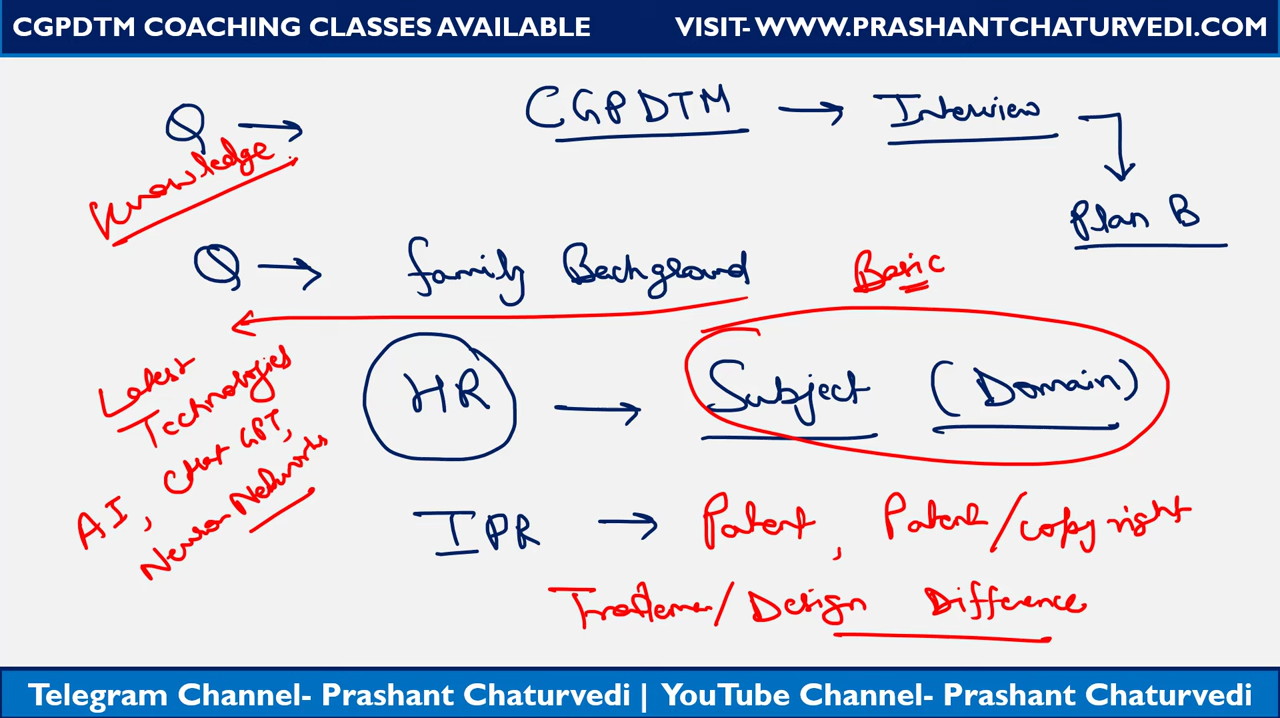 CGPDTM COACHING CLASSES AVAILABLE VISIT- WWW.PRASHANTCHATURVEDI.COM
Q → CGPDTM → Interview
Knowledge
Plan B
Q → Family Background Basic
HR → Subject (Domain)
Latest
Technologies
AI, Chat GPT,
Neuron Networks
IPR → Patent, Patent/copyright
/Design Difference
Telegram Channel- Prashant Chaturvedi | YouTube Channel- Prashant Chaturvedi